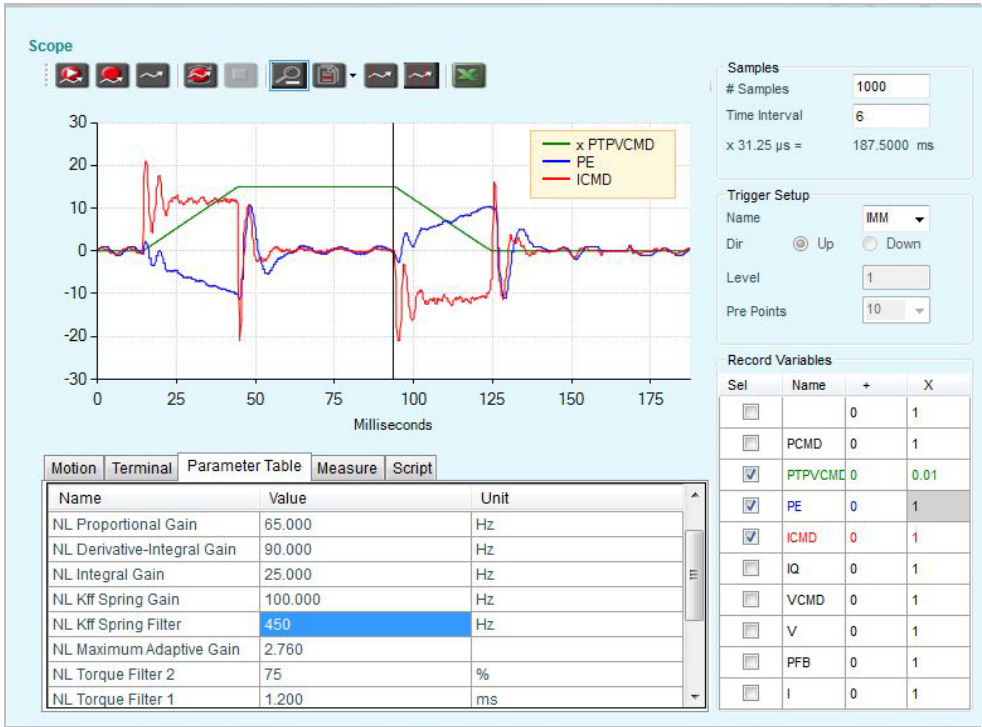 Scope
30
20
10
0
-10
-20
-30
0 25 50 75 100 125 150 175
Milliseconds
x PTPVCMD
PE
ICMD
Samples
# Samples 1000
Time Interval 6
x 31.25 µs = 187.5000 ms
Trigger Setup
Name IMM
Dir Up Down
Level 1
Pre Points 10
Record Variables
Sel Name + X
0 1
PCMD 0 1
PTPVCMD 0 0.01
PE 0 1
ICMD 0 1
IQ 0 1
VCMD 0 1
V 0 1
PFB 0 1
I 0 1
Motion Terminal Parameter Table Measure Script
Name Value Unit
NL Proportional Gain 65.000 Hz
NL Derivative-Integral Gain 90.000 Hz
NL Integral Gain 25.000 Hz
NL Kff Spring Gain 100.000 Hz
NL Kff Spring Filter 450 Hz
NL Maximum Adaptive Gain 2.760
NL Torque Filter 2 75 %
NL Torque Filter 1 1.200 ms